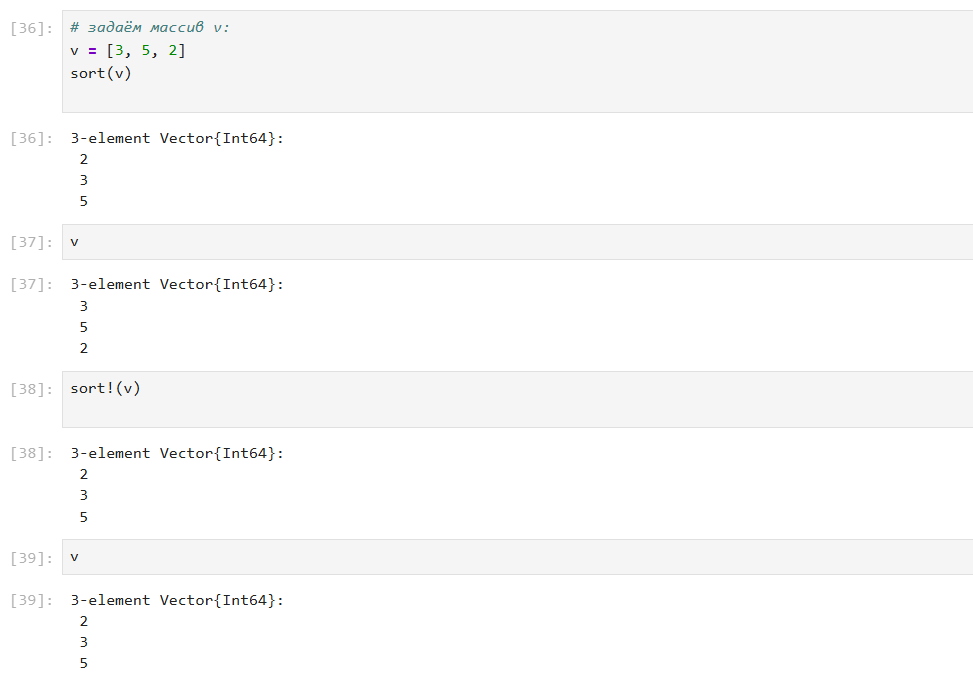 [36]: # задаём массив v:
v = [3, 5, 2]
sort(v)
[36]: 3-element Vector{Int64}:
2
3
5
[37]: v
[37]: 3-element Vector{Int64}:
3
5
2
[38]: sort!(v)
[38]: 3-element Vector{Int64}:
2
3
5
[39]: v
[39]: 3-element Vector{Int64}:
2
3
5